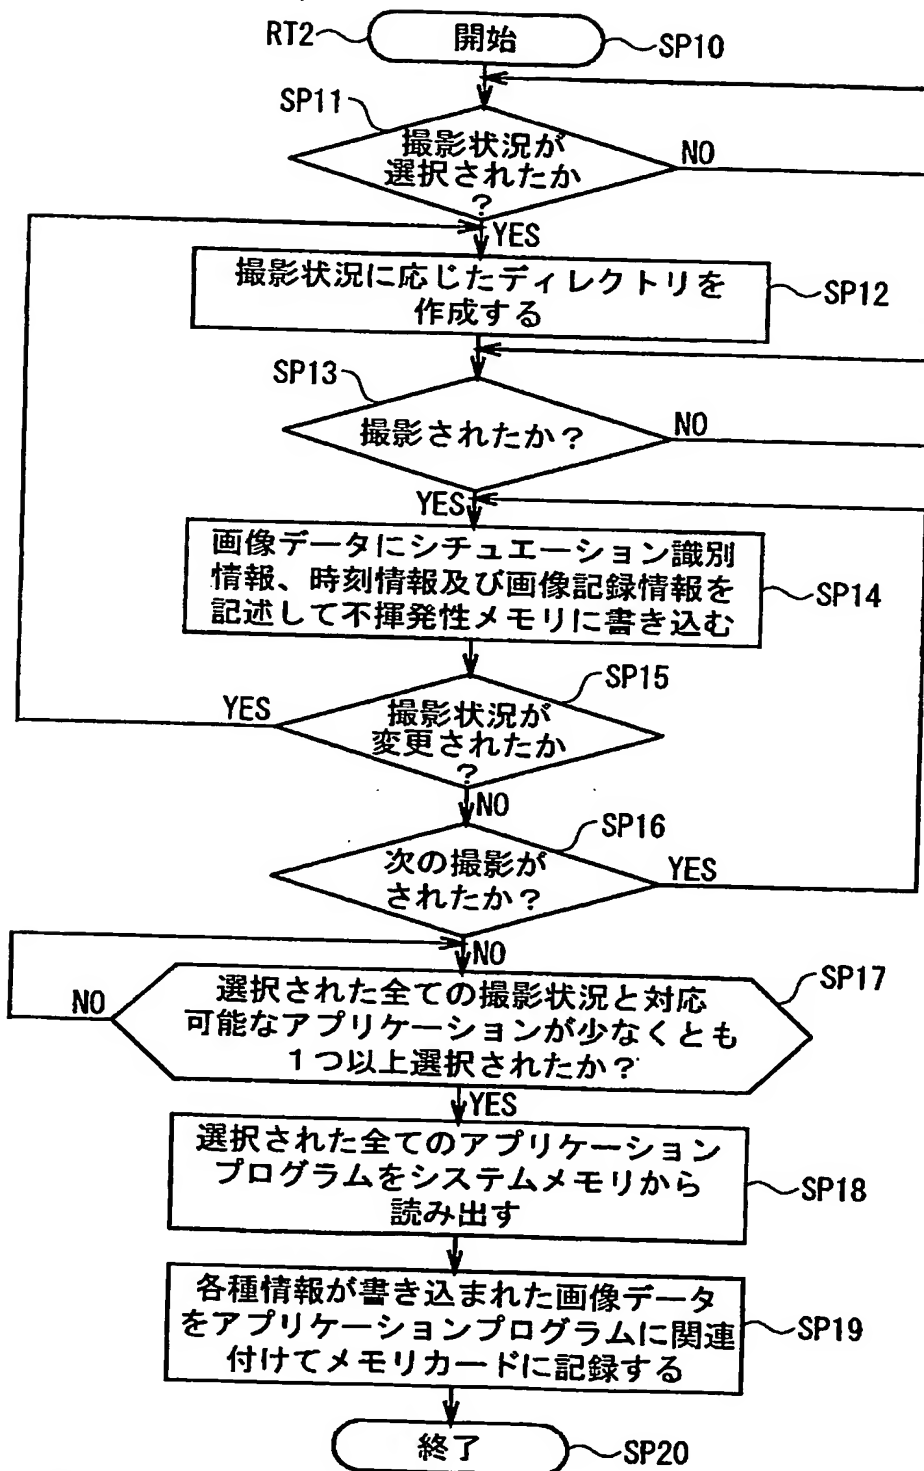 RT2
開始
SP10
SP11
撮影状況が
選択されたか
?
NO
YES
撮影状況に応じたディレクトリを
作成する
SP12
SP13
撮影されたか?
NO
YES
画像データにシチュエーション識別
情報、時刻情報及び画像記録情報を
記述して不揮発性メモリに書き込む
SP14
SP15
YES
撮影状況が
変更されたか
?
NO
SP16
次の撮影が
されたか?
YES
NO
SP17
NO
選択された全ての撮影状況と対応
可能なアプリケーションが少なくとも
1つ以上選択されたか?
YES
選択された全てのアプリケーション
プログラムをシステムメモリから
読み出す
SP18
各種情報が書き込まれた画像データ
をアプリケーションプログラムに関連
付けてメモリカードに記録する
SP19
終了
SP20